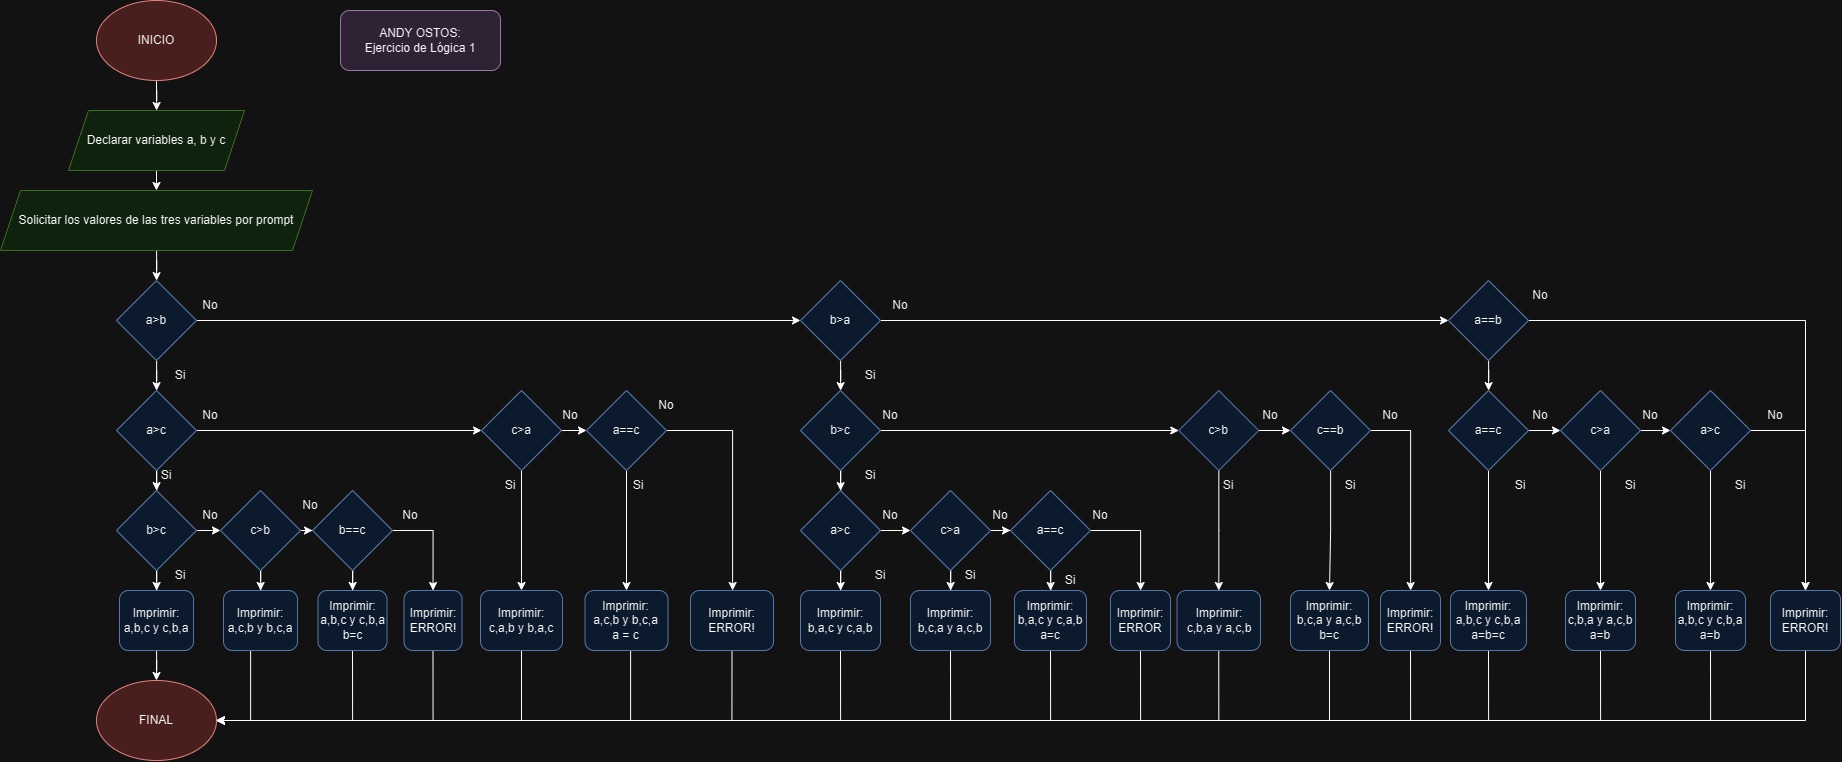 INICIO
ANDY OSTOS:
Ejercicio de Lógica 1
Declarar variables a, b y c
Solicitar los valores de las tres variables por prompt
a>b
No
b>a
No
a==b
No
Si
Si
a>c
No
c>a
No
a==c
No
b>c
No
c>b
No
c==b
No
a==c
No
c>a
No
a>c
No
Si
Si
Si
Si
Si
Si
Si
Si
Si
b>c
No
c>b
No
b==c
No
a>c
No
c>a
No
a==c
No
Si
Si
Si
Si
Imprimir:
a,b,c y c,b,a
Imprimir:
a,c,b y b,c,a
Imprimir:
a,b,c y c,b,a
b=c
Imprimir:
ERROR!
Imprimir:
c,a,b y b,a,c
Imprimir:
a,c,b y b,c,a
a = c
Imprimir:
ERROR!
Imprimir:
b,a,c y c,a,b
Imprimir:
b,c,a y a,c,b
Imprimir:
b,a,c y c,a,b
a=c
Imprimir:
ERROR
Imprimir:
c,b,a y a,c,b
Imprimir:
b,c,a y a,c,b
b=c
Imprimir:
ERROR!
Imprimir:
a,b,c y c,b,a
a=b=c
Imprimir:
c,b,a y a,c,b
a=b
Imprimir:
a,b,c y c,b,a
a=b
Imprimir:
ERROR!
FINAL